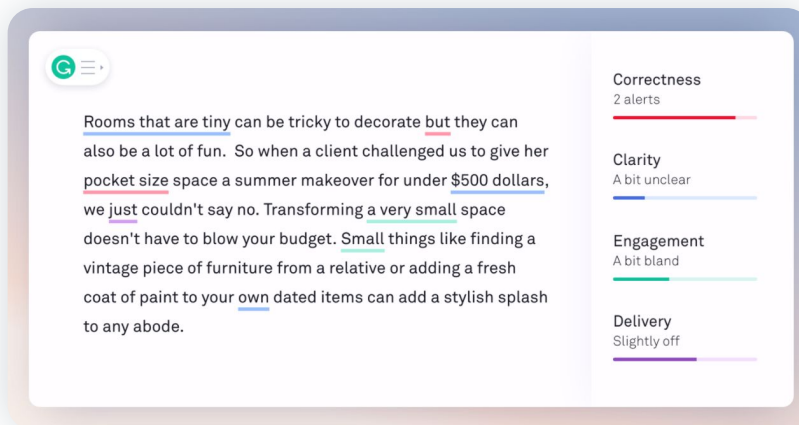 Rooms that are tiny can be tricky to decorate but they can
also be a lot of fun.  So when a client challenged us to give her
pocket size space a summer makeover for under $500 dollars,
we just couldn't say no. Transforming a very small space
doesn't have to blow your budget. Small things like finding a
vintage piece of furniture from a relative or adding a fresh
coat of paint to your own dated items can add a stylish splash
to any abode.
Correctness
2 alerts
Clarity
A bit unclear
Engagement
A bit bland
Delivery
Slightly off